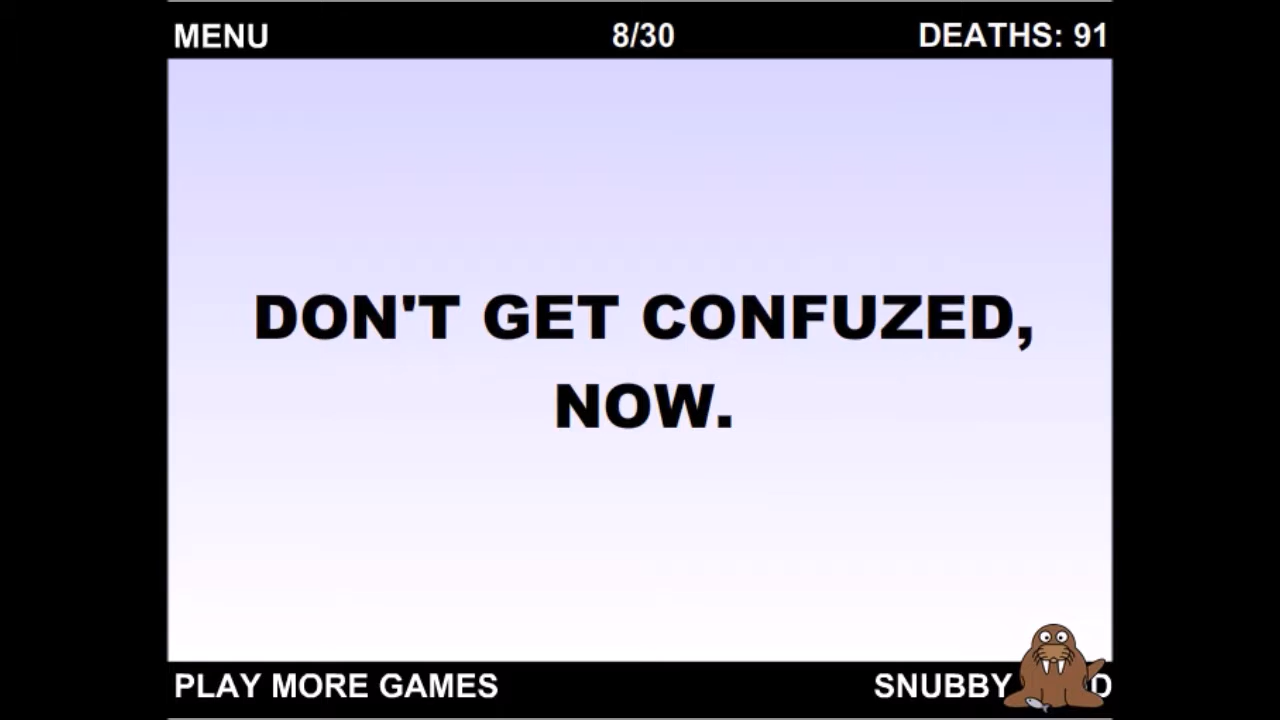 MENU 8/30 DEATHS: 91
DON'T GET CONFUZED,
NOW.
PLAY MORE GAMES SNUBBY